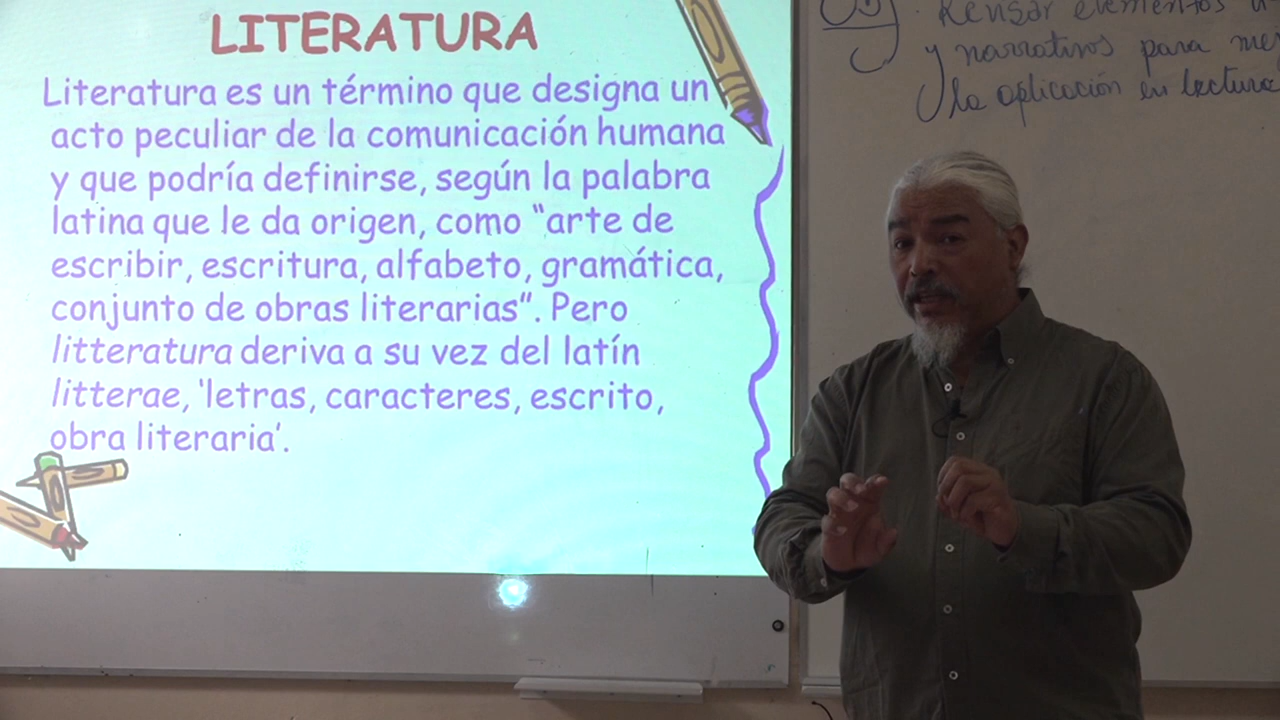 LITERATURA
Literatura es un término que designa un
acto peculiar de la comunicación humana
y que podría definirse, según la palabra
latina que le da origen, como “arte de
escribir, escritura, alfabeto, gramática,
conjunto de obras literarias”. Pero
litteratura deriva a su vez del latín
litterae, ‘letras, caracteres, escrito,
obra literaria’.
elementos
y narrativos para
la aplicación en lectura